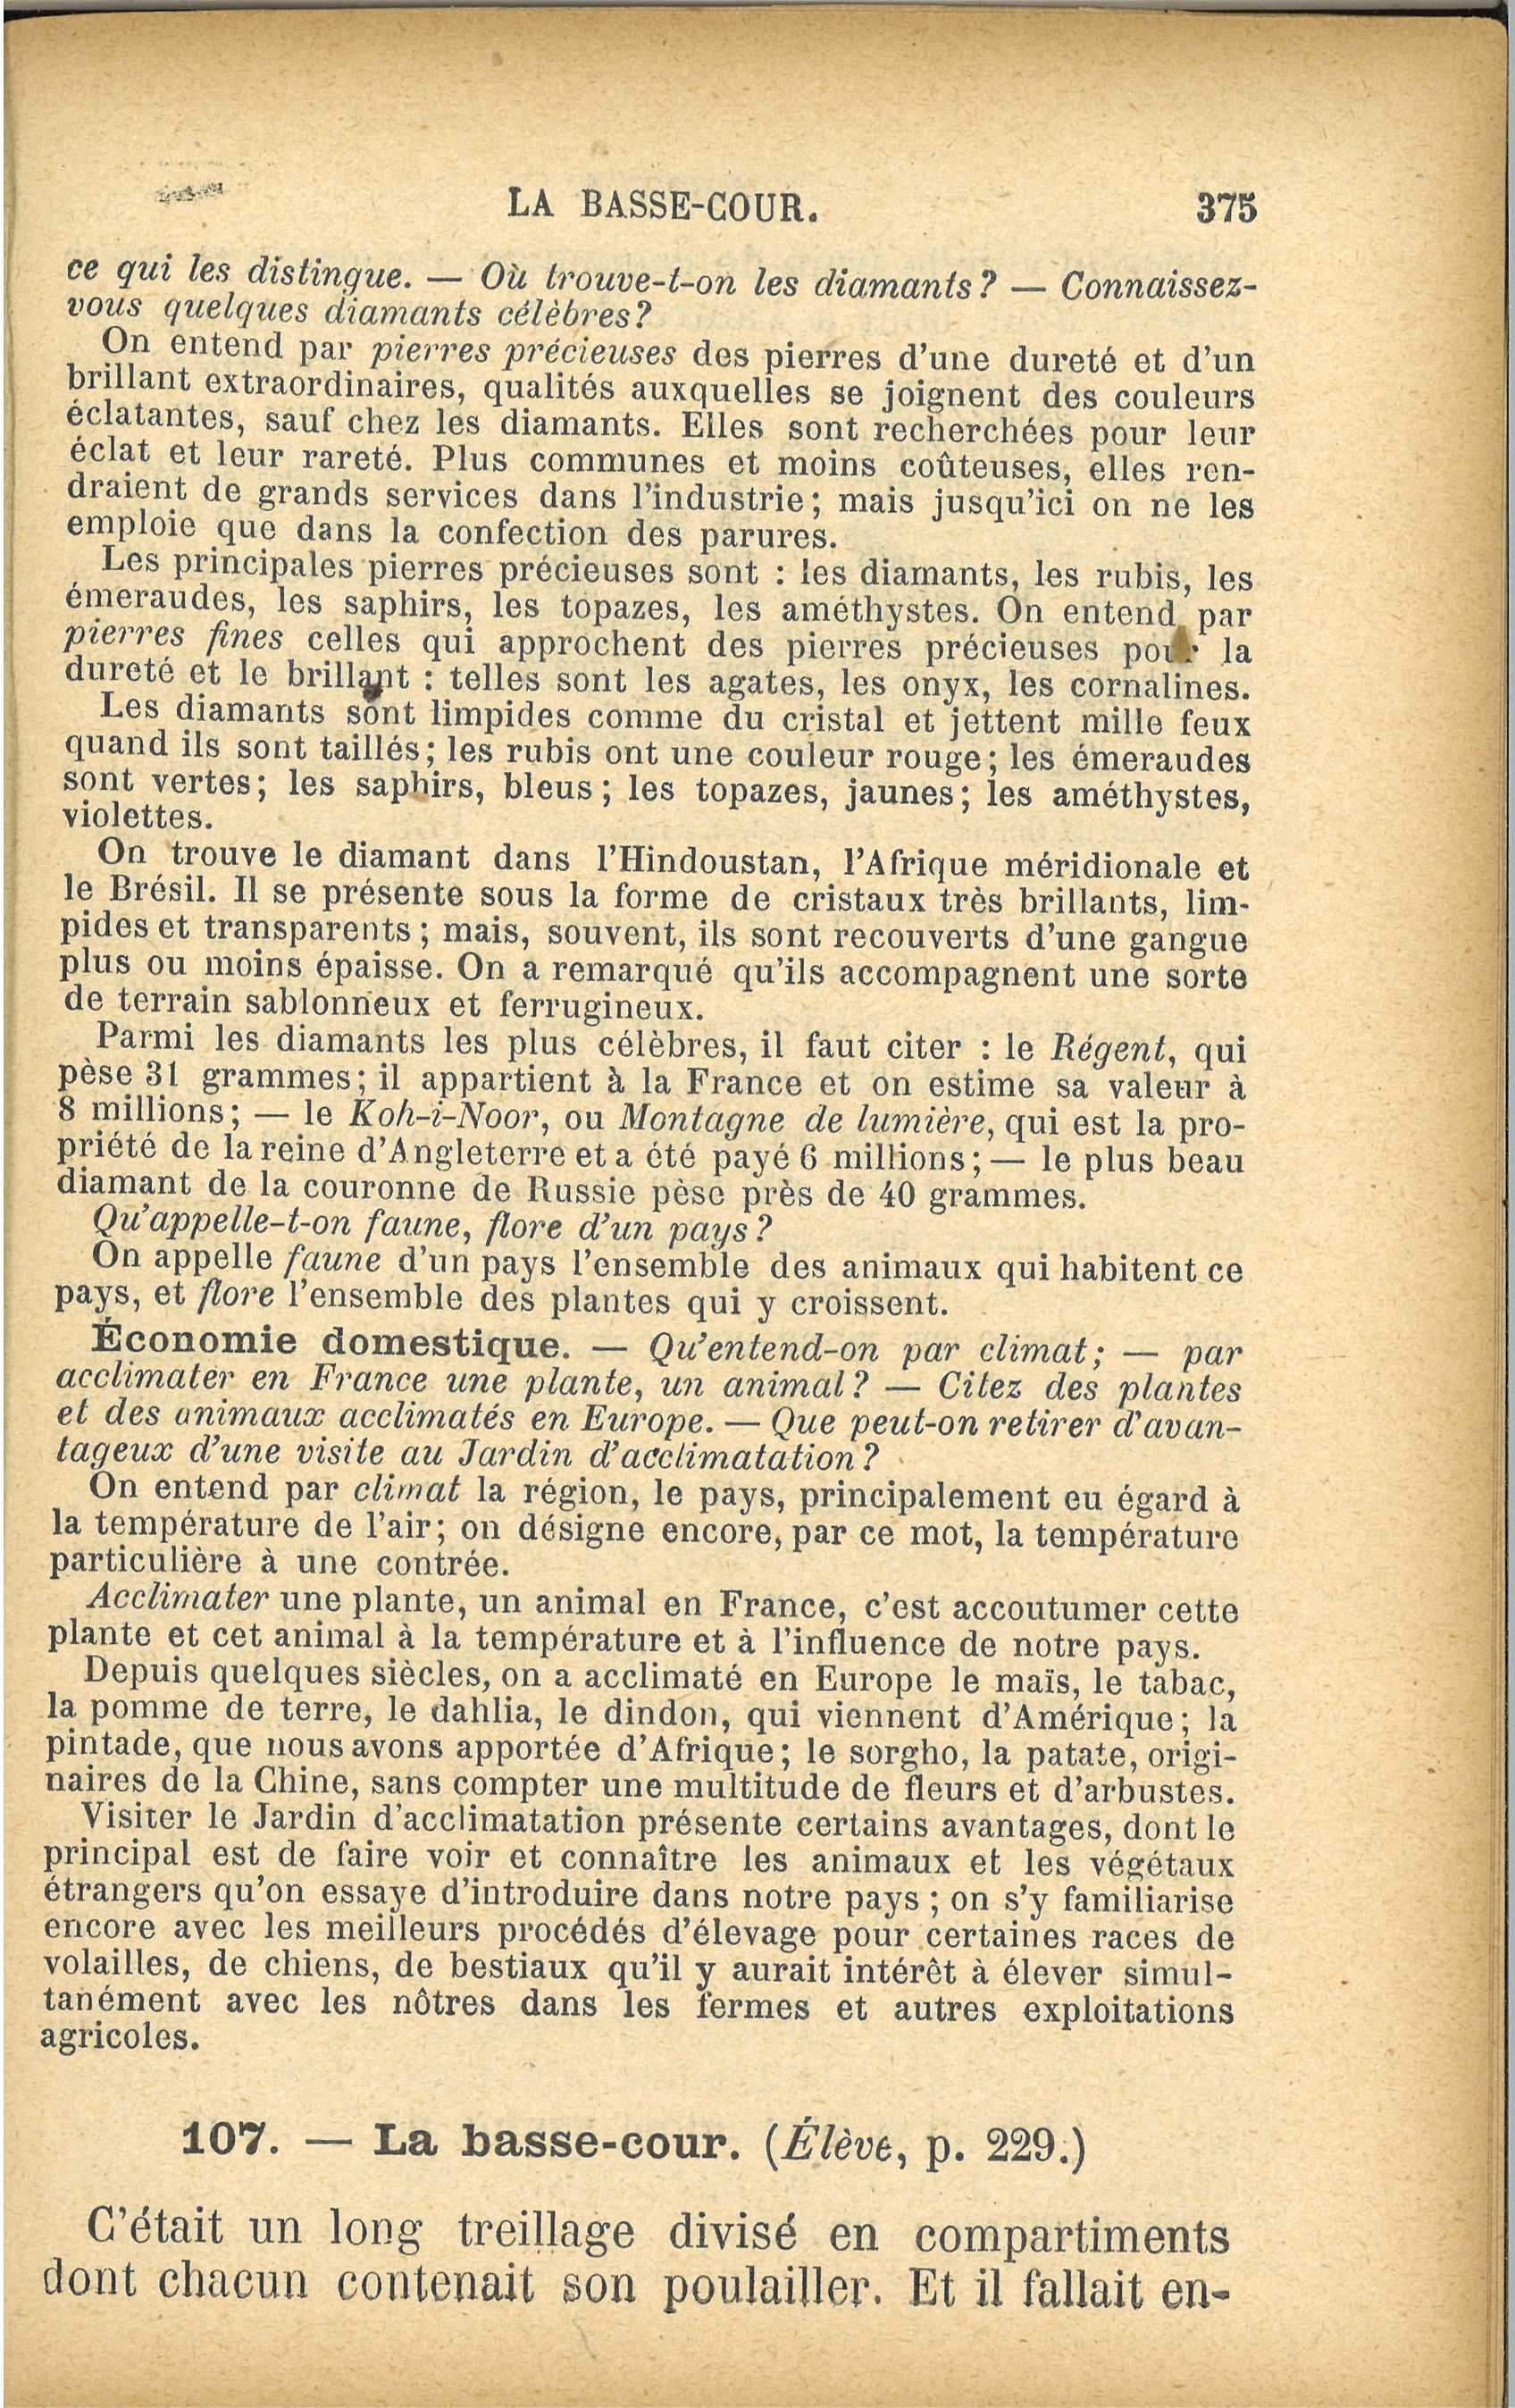 LA BASSE-COUR. 375
ce qui les distingue. — Où trouve-t-on les diamants? — Connaissez-
vous quelques diamants célèbres?
On entend par pierres précieuses des pierres d'une dureté et d'un
brillant extraordinaires, qualités auxquelles se joignent des couleurs
éclatantes, sauf chez les diamants. Elles sont recherchées pour leur
éclat et leur rareté. Plus communes et moins coûteuses, elles ren-
draient de grands services dans l'industrie; mais jusqu'ici on ne les
emploie que dans la confection des parures.
Les principales pierres précieuses sont : les diamants, les rubis, les
émeraudes, les saphirs, les topazes, les améthystes. On entend par
pierres fines celles qui approchent des pierres précieuses pour la
dureté et le brillant : telles sont les agates, les onyx, les cornalines.
Les diamants sont limpides comme du cristal et jettent mille feux
quand ils sont taillés; les rubis ont une couleur rouge; les émeraudes
sont vertes; les saphirs, bleus; les topazes, jaunes; les améthystes,
violettes.
On trouve le diamant dans l'Hindoustan, l'Afrique méridionale et
le Brésil. Il se présente sous la forme de cristaux très brillants, lim-
pides et transparents; mais, souvent, ils sont recouverts d'une gangue
plus ou moins épaisse. On a remarqué qu'ils accompagnent une sorte
de terrain sablonneux et ferrugineux.
Parmi les diamants les plus célèbres, il faut citer : le Régent, qui
pèse 31 grammes; il appartient à la France et on estime sa valeur à
8 millions; — le Koh-i-Noor, ou Montagne de lumière, qui est la pro-
priété de la reine d'Angleterre et a été payé 6 millions; — le plus beau
diamant de la couronne de Russie pèse près de 40 grammes.
Qu'appelle-t-on faune, flore d'un pays?
On appelle faune d'un pays l'ensemble des animaux qui habitent ce
pays, et flore l'ensemble des plantes qui y croissent.
Économie domestique. — Qu'entend-on par climat; — par
acclimater en France une plante, un animal? — Citez des plantes
et des animaux acclimatés en Europe. — Que peut-on retirer d'avan-
tageux d'une visite au Jardin d'acclimatation?
On entend par climat la région, le pays, principalement eu égard à
la température de l'air; on désigne encore, par ce mot, la température
particulière à une contrée.
Acclimater une plante, un animal en France, c'est accoutumer cette
plante et cet animal à la température et à l'influence de notre pays.
Depuis quelques siècles, on a acclimaté en Europe le maïs, le tabac,
la pomme de terre, le dahlia, le dindon, qui viennent d'Amérique; la
pintade, que nous avons apportée d'Afrique; le sorgho, la patate, origi-
naires de la Chine, sans compter une multitude de fleurs et d'arbustes.
Visiter le Jardin d'acclimatation présente certains avantages, dont le
principal est de faire voir et connaître les animaux et les végétaux
étrangers qu'on essaye d'introduire dans notre pays; on s'y familiarise
encore avec les meilleurs procédés d'élevage pour certaines races de
volailles, de chiens, de bestiaux qu'il y aurait intérêt à élever simul-
tanément avec les nôtres dans les fermes et autres exploitations
agricoles.
107. — La basse-cour. (Élève, p. 229.)
C'était un long treillage divisé en compartiments
dont chacun contenait son poulailler. Et il fallait en-